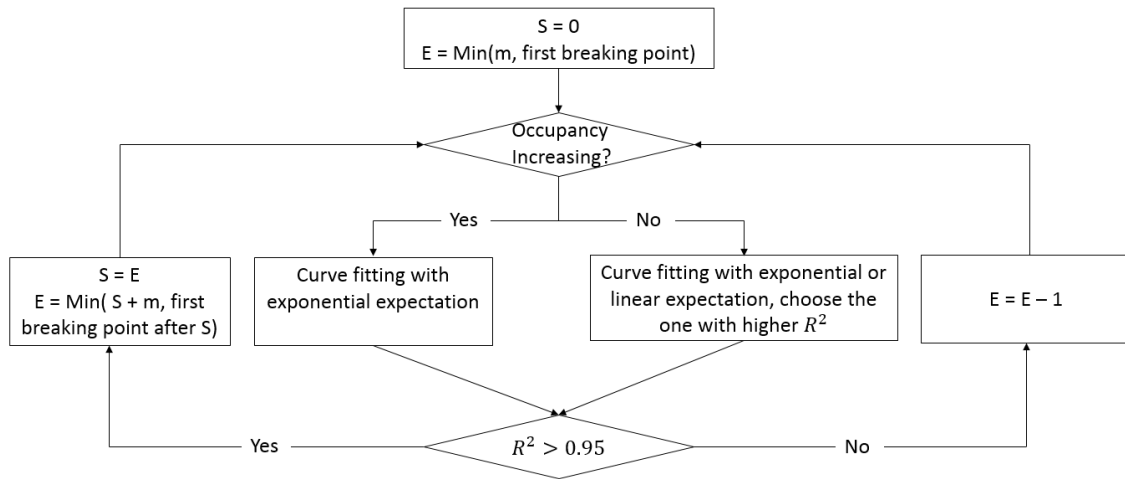 S = 0
E = Min(m, first breaking point)
Occupancy
Increasing?
Yes
No
S = E
E = Min( S + m, first
breaking point after S)
Curve fitting with
exponential expectation
Curve fitting with exponential or
linear expectation, choose the
one with higher R²
E = E – 1
Yes
R² > 0.95
No